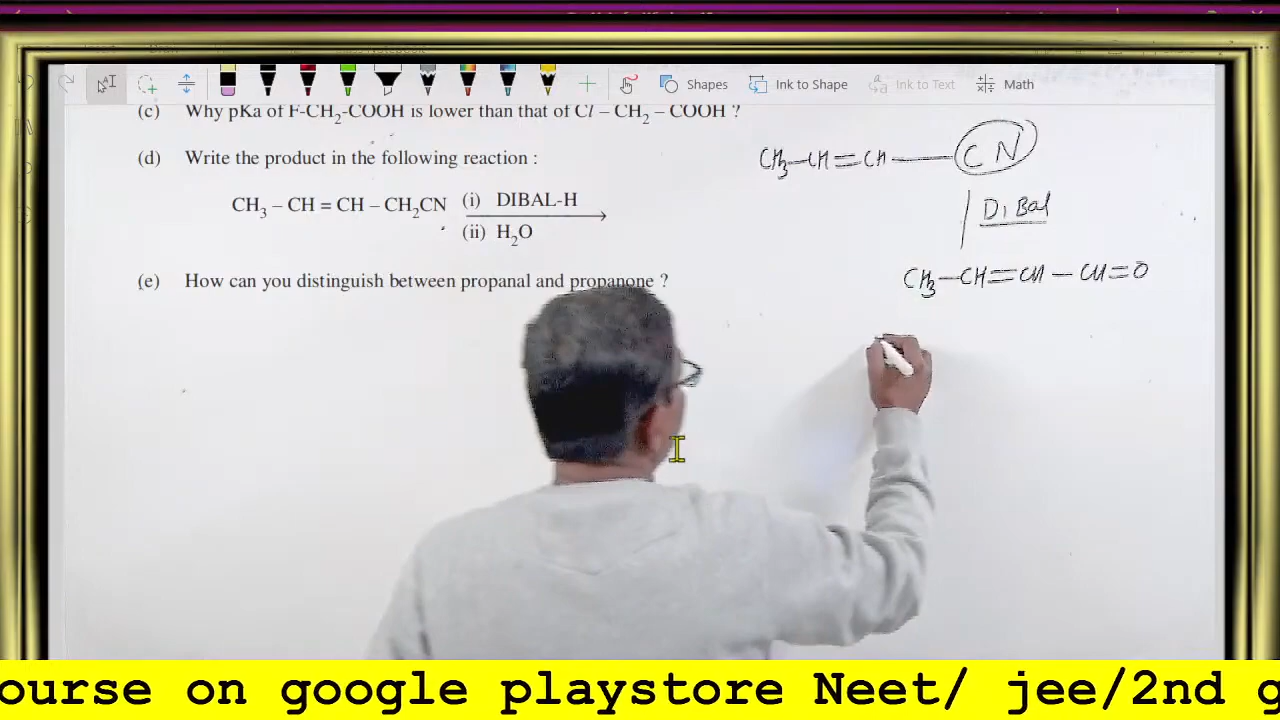 Shapes Ink to Shape Ink to Text Math
(c) Why pKa of F-CH₂-COOH is lower than that of Cl – CH₂ – COOH ?
(d) Write the product in the following reaction :
CH₃ – CH = CH – CH₂CN (i) DIBAL-H
(ii) H₂O
(e) How can you distinguish between propanal and propanone ?
CH₃–CH=CH–CN
DiBal
CH₃–CH=CH–CH=O
ourse on google playstore Neet/ jee/2nd g